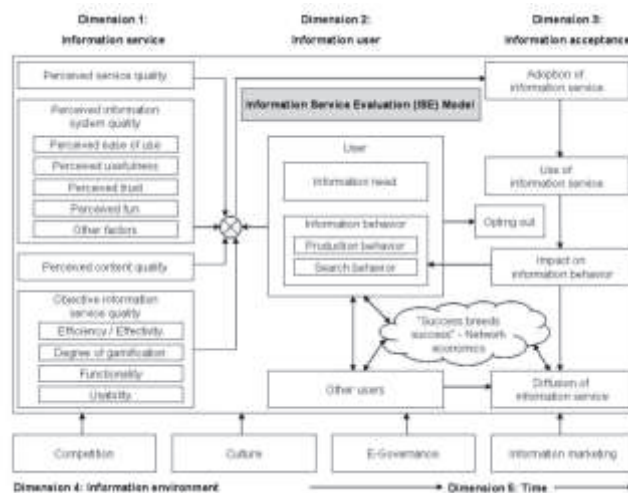 Dimension 1:
Information service
Dimension 2:
Information user
Dimension 3:
Information acceptance
Perceived service quality
Perceived information
system quality
Perceived ease of use
Perceived usefulness
Perceived trust
Perceived fun
Other factors
Perceived content quality
Objective information
service quality
Efficiency / Effectivity
Degree of gamification
Functionality
Usability
Information Service Evaluation (ISE) Model
User
Information need
Information behavior
Production behavior
Search behavior
Opting out
"Success breeds
success" - Network
economics
Other users
Adoption of
information service
Use of
information service
Impact on
information behavior
Diffusion of
information service
Competition
Culture
E-Governance
Information marketing
Dimension 4: Information environment
Dimension 5: Time